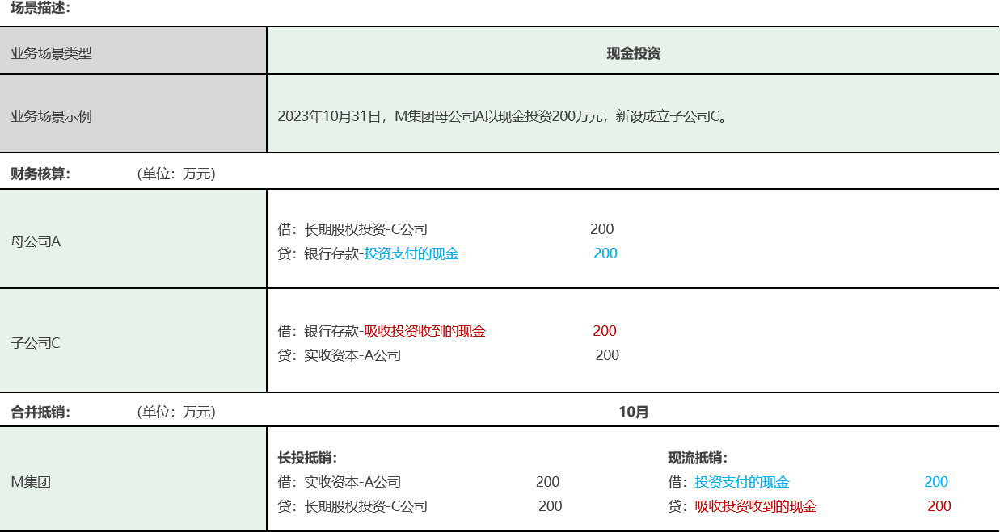 场景描述：
业务场景类型 现金投资
业务场景示例 2023年10月31日，M集团母公司A以现金投资200万元，新设成立子公司C。
财务核算： （单位：万元）
母公司A
借：长期股权投资-C公司 200
贷：银行存款-投资支付的现金 200
子公司C
借：银行存款-吸收投资收到的现金 200
贷：实收资本-A公司 200
合并抵销： （单位：万元） 10月
M集团
长投抵销：
借：实收资本-A公司 200
贷：长期股权投资-C公司 200
现流抵销：
借：投资支付的现金 200
贷：吸收投资收到的现金 200